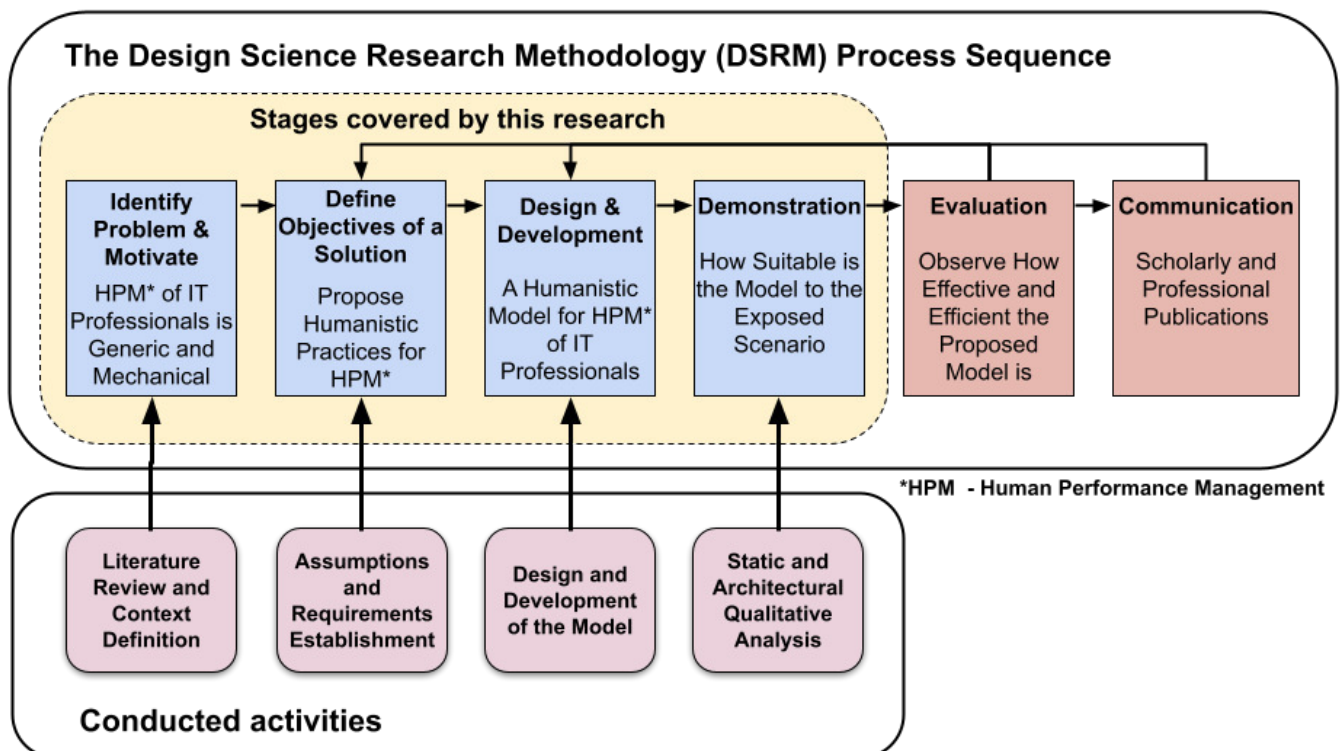 The Design Science Research Methodology (DSRM) Process Sequence
Stages covered by this research
Identify
Problem &
Motivate
HPM* of IT
Professionals is
Generic and
Mechanical
Define
Objectives of a
Solution
Propose
Humanistic
Practices for
HPM*
Design &
Development
A Humanistic
Model for HPM*
of IT
Professionals
Demonstration
How Suitable is
the Model to the
Exposed
Scenario
Evaluation
Observe How
Effective and
Efficient the
Proposed
Model is
Communication
Scholarly and
Professional
Publications
*HPM - Human Performance Management
Literature
Review and
Context
Definition
Assumptions
and
Requirements
Establishment
Design and
Development
of the Model
Static and
Architectural
Qualitative
Analysis
Conducted activities